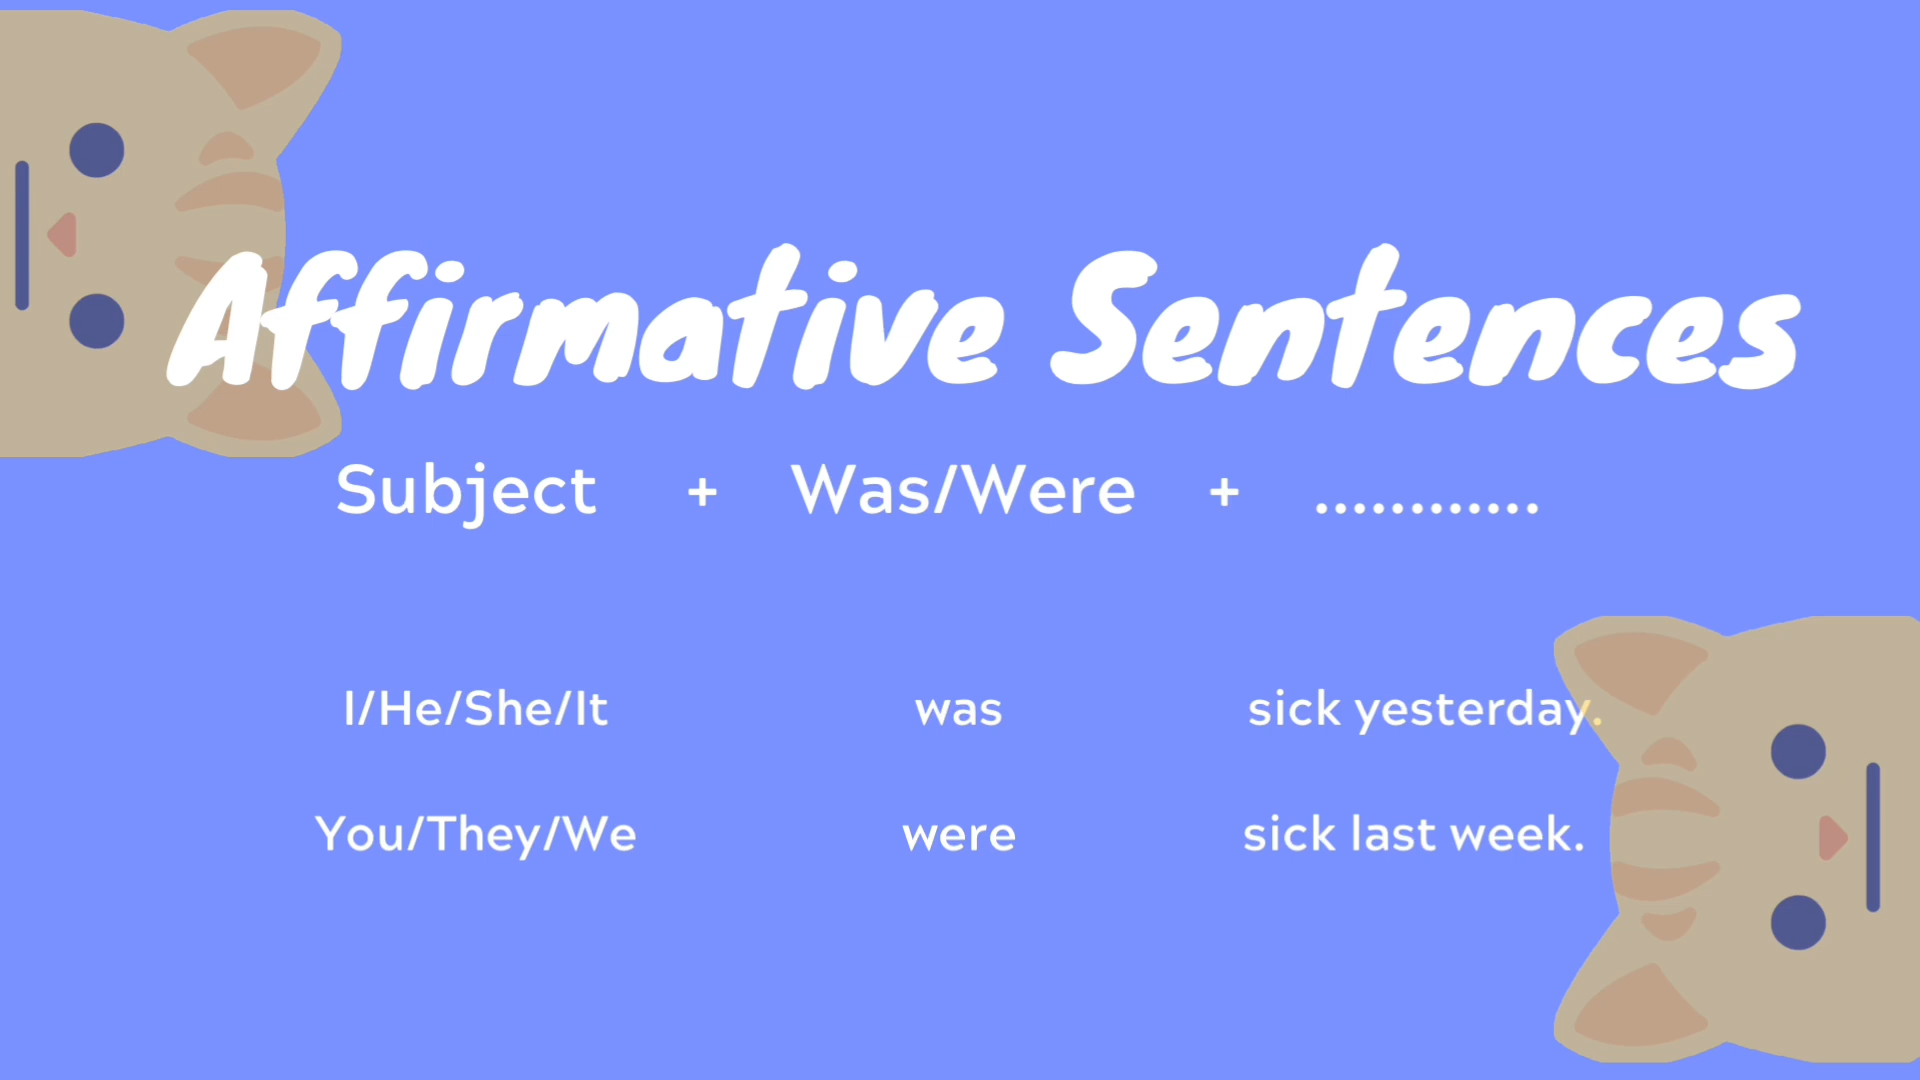 Affirmative Sentences
Subject + Was/Were + ............
I/He/She/It was sick yesterday.
You/They/We were sick last week.